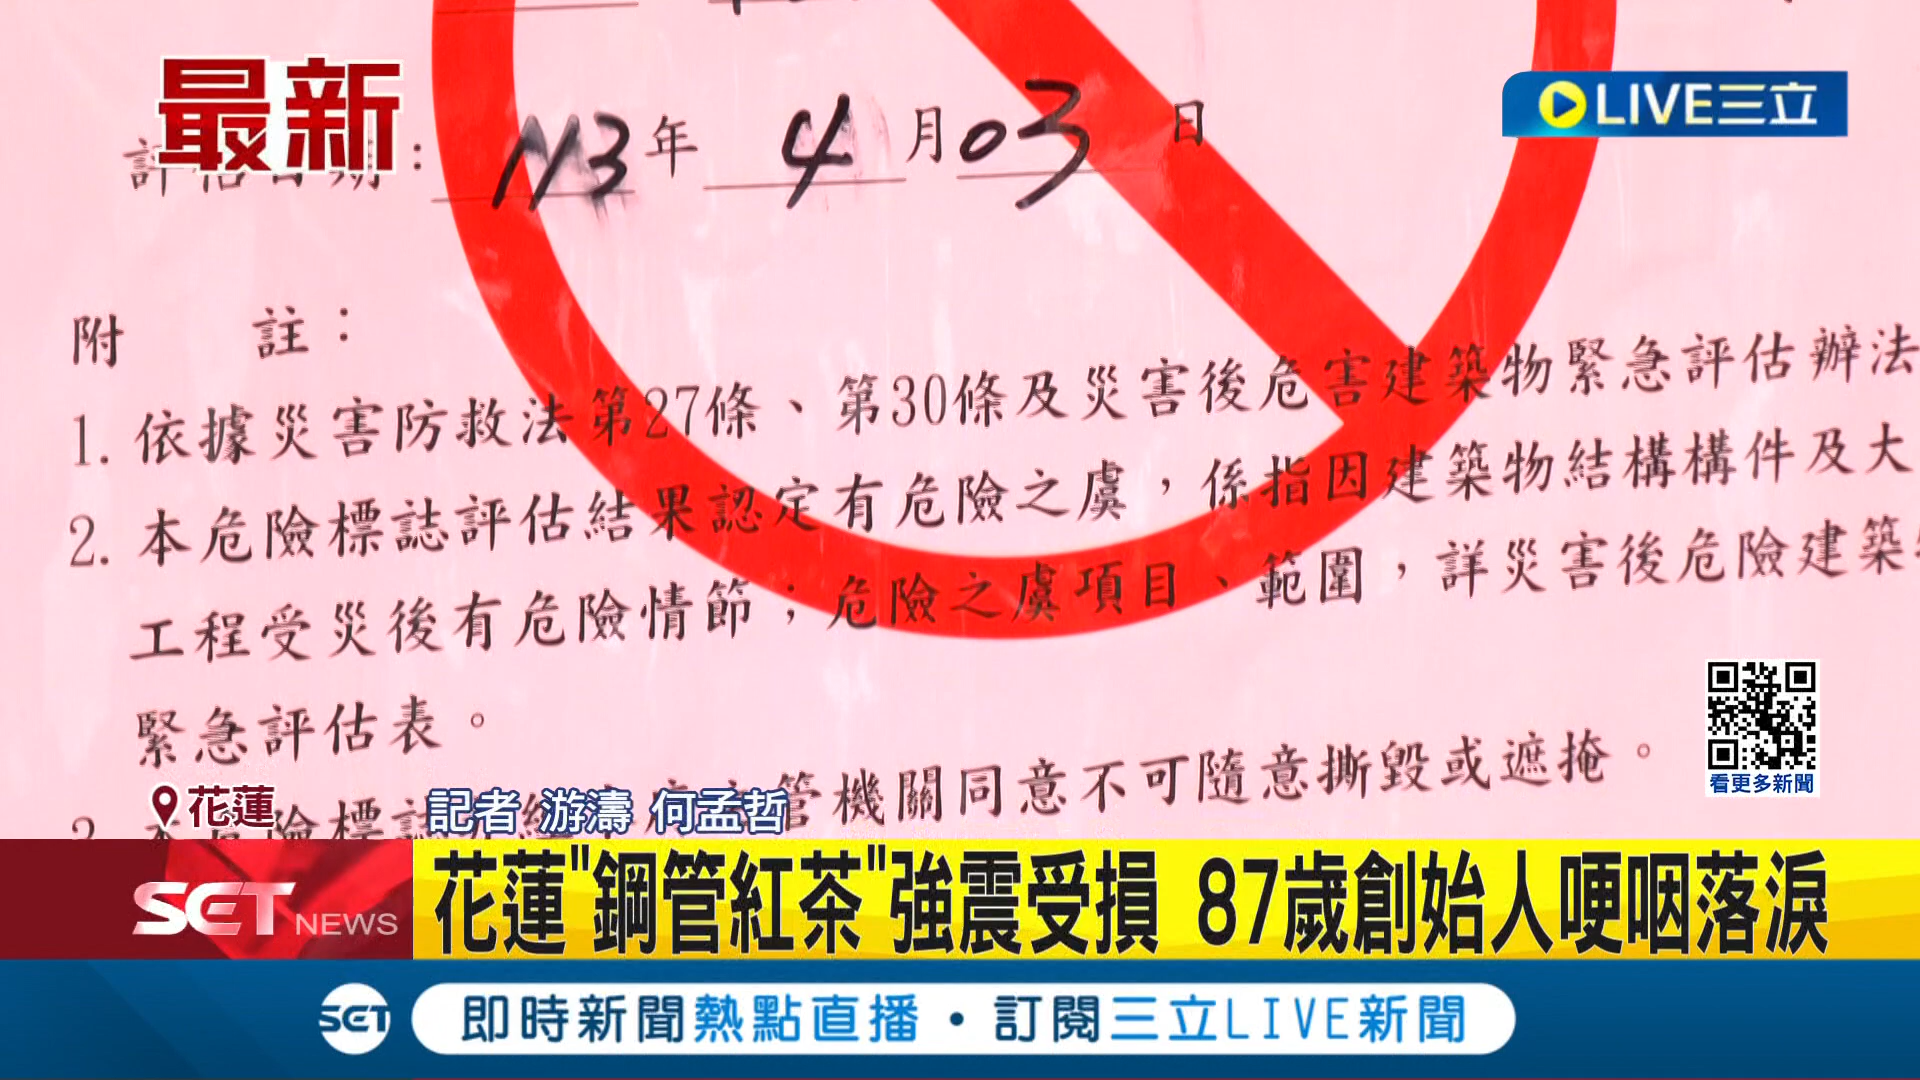 最新
LIVE三立
113年 4月03日
附 註：
1. 依據災害防救法第27條、第30條及災害後危害建築物緊急評估辦法
2. 本危險標誌評估結果認定有危險之虞，係指因建築物結構構件及大
工程受災後有危險情節；危險之虞項目、範圍，詳災害後危險建築
緊急評估表。
管機關同意不可隨意撕毀或遮掩。
看更多新聞
花蓮
記者 游濤 何孟哲
SET NEWS
花蓮"鋼管紅茶"強震受損 87歲創始人哽咽落淚
SET 即時新聞熱點直播・訂閱三立LIVE新聞